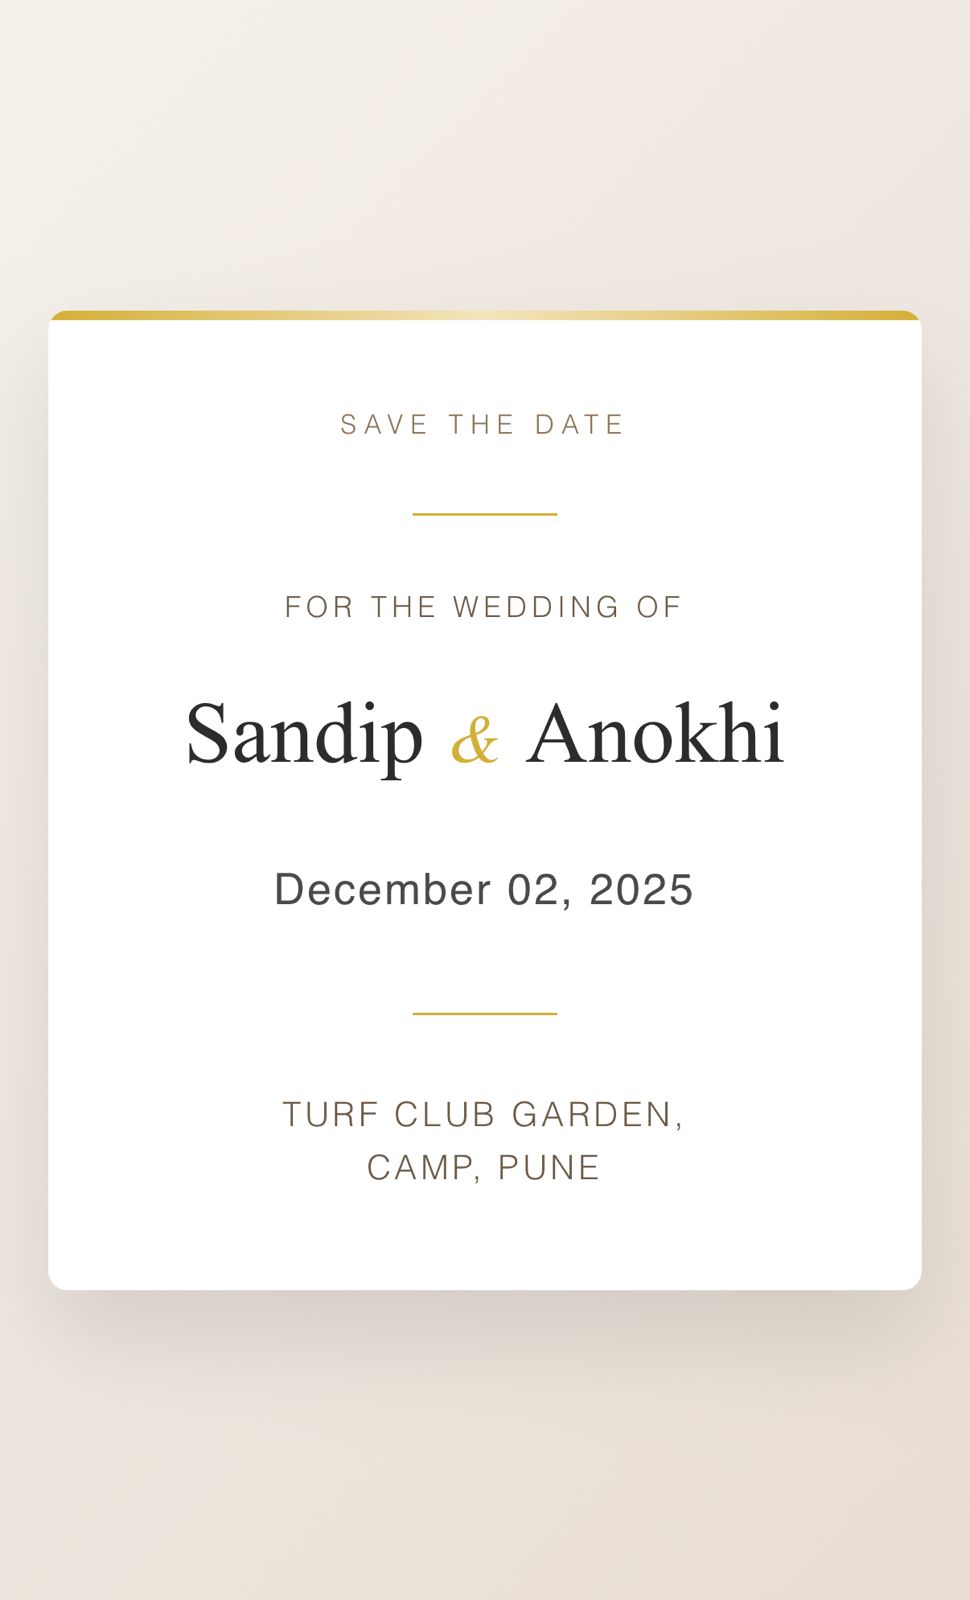 SAVE THE DATE
FOR THE WEDDING OF
Sandip & Anokhi
December 02, 2025
TURF CLUB GARDEN,
CAMP, PUNE